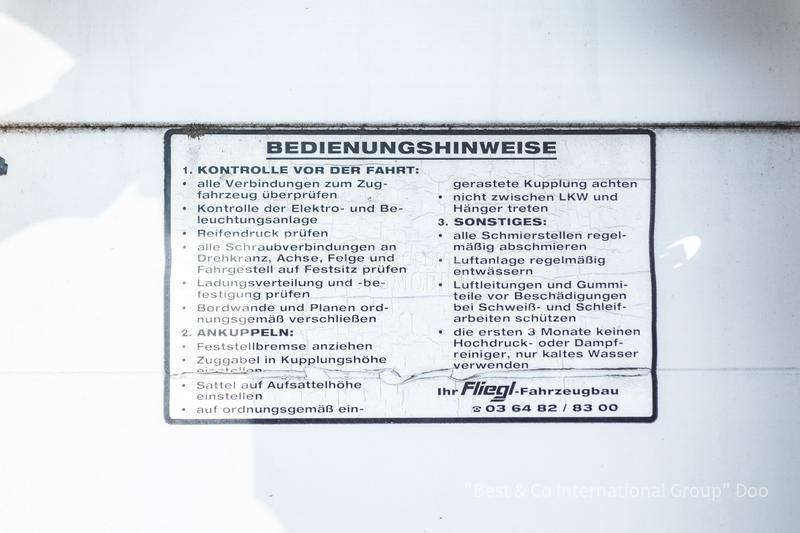 BEDIENUNGSHINWEISE
1. KONTROLLE VOR DER FAHRT:
• alle Verbindungen zum Zug-
fahrzeug überprüfen
• Kontrolle der Elektro- und Be-
leuchtungsanlage
• Reifendruck prüfen
• alle Schraubverbindungen an
Drehkranz, Achse, Felge und
Fahrgestell auf Festsitz prüfen
• Ladungsverteilung und -be-
festigung prüfen
• Bordwände und Planen ord-
nungsgemäß verschließen
2. ANKUPPELN:
• Feststellbremse anziehen
• Zuggabel in Kupplungshöhe
einstellen
• Sattel auf Aufsattelhöhe
einstellen
• auf ordnungsgemäß ein-
gerastete Kupplung achten
• nicht zwischen LKW und
Hänger treten
3. SONSTIGES:
• alle Schmierstellen regel-
mäßig abschmieren
• Luftanlage regelmäßig
entwässern
• Luftleitungen und Gummi-
teile vor Beschädigungen
bei Schweiß- und Schleif-
arbeiten schützen
• die ersten 3 Monate keinen
Hochdruck- oder Dampf-
reiniger, nur kaltes Wasser
verwenden
Ihr Fliegl-Fahrzeugbau
☎ 03 64 82 / 83 00
"Best & Co International Group" Doo